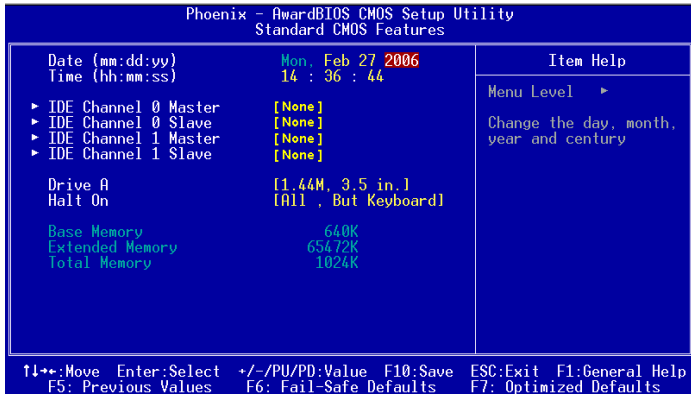 Phoenix - AwardBIOS CMOS Setup Utility
Standard CMOS Features
Date (mm:dd:yy) Mon, Feb 27 2006
Time (hh:mm:ss) 14 : 36 : 44
► IDE Channel 0 Master [None]
► IDE Channel 0 Slave [None]
► IDE Channel 1 Master [None]
► IDE Channel 1 Slave [None]
Drive A [1.44M, 3.5 in.]
Halt On [All , But Keyboard]
Base Memory 640K
Extended Memory 65472K
Total Memory 1024K
Item Help
Menu Level ►
Change the day, month,
year and century
↑↓→←:Move Enter:Select +/-/PU/PD:Value F10:Save ESC:Exit F1:General Help
F5: Previous Values F6: Fail-Safe Defaults F7: Optimized Defaults